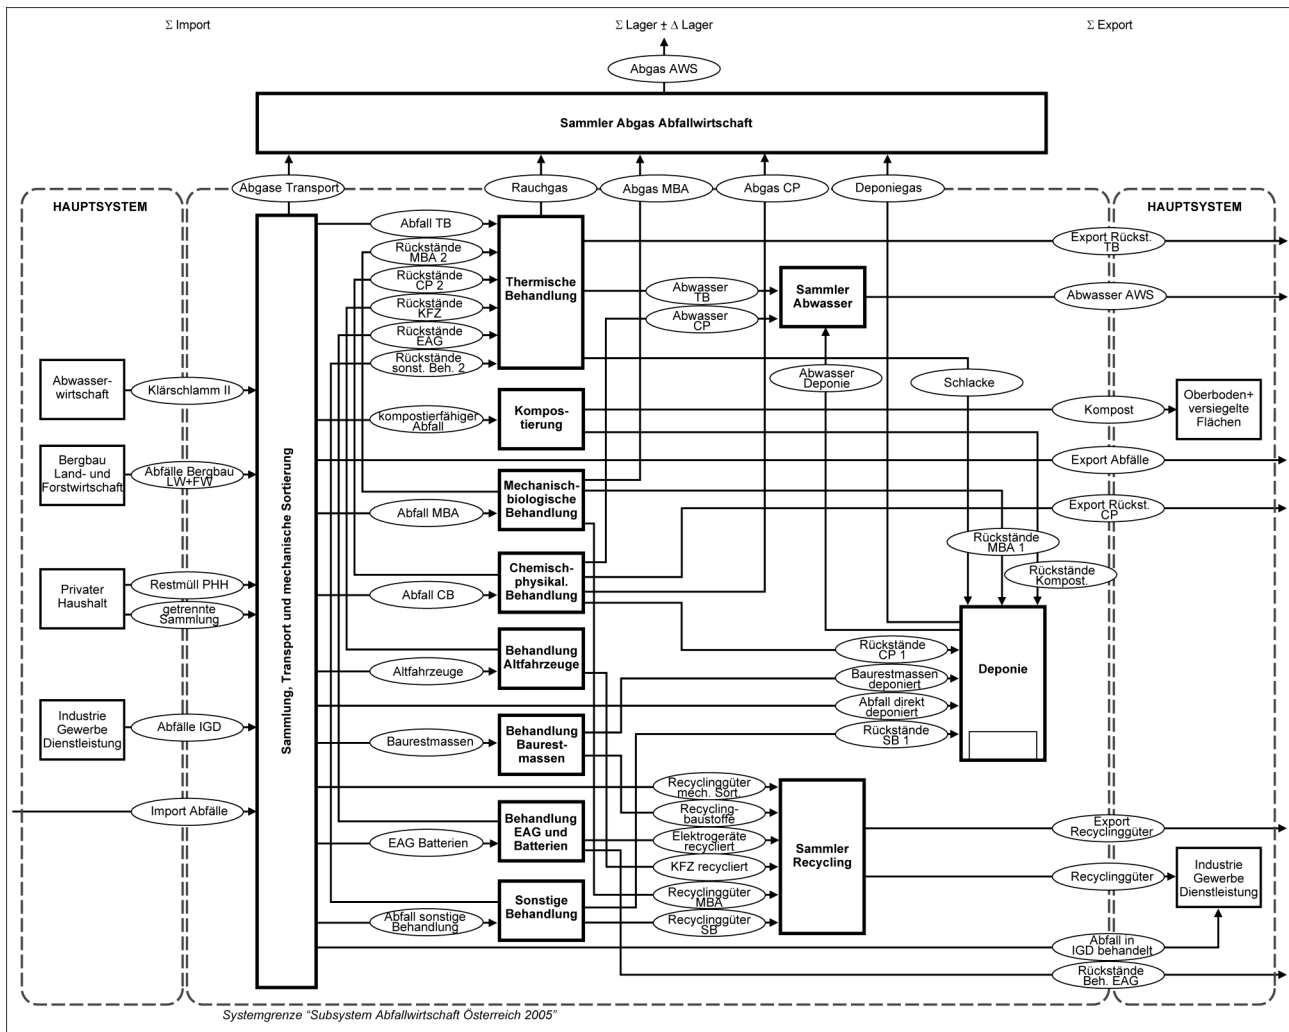 Σ Import
Σ Lager ± Δ Lager
Σ Export
Abgas AWS
Sammler Abgas Abfallwirtschaft
Abgase Transport
Rauchgas
Abgas MBA
Abgas CP
Deponiegas
HAUPTSYSTEM
HAUPTSYSTEM
Abfall TB
Rückstände
MBA 2
Rückstände
CP 2
Rückstände
KFZ
Rückstände
EAG
Rückstände
sonst. Beh. 2
Thermische
Behandlung
Abwasser
TB
Abwasser
CP
Sammler
Abwasser
Export Rückst.
TB
Abwasser AWS
Abwasser
Deponie
Schlacke
Abwasser-
wirtschaft
Klärschlamm II
kompostierfähiger
Abfall
Kompos-
tierung
Kompost
Oberboden+
versiegelte
Flächen
Bergbau
Land- und
Forstwirtschaft
Abfälle Bergbau
LW+FW
Sammlung, Transport und mechanische Sortierung
Export Abfälle
Abfall MBA
Mechanisch-
biologische
Behandlung
Export Rückst.
CP
Rückstände
MBA 1
Rückstände
Kompost.
Privater
Haushalt
Restmüll PHH
getrennte
Sammlung
Abfall CB
Chemisch-
physikal.
Behandlung
Altfahrzeuge
Behandlung
Altfahrzeuge
Rückstände
CP 1
Baurestmassen
deponiert
Abfall direkt
deponiert
Rückstände
SB 1
Deponie
Industrie
Gewerbe
Dienstleistung
Abfälle IGD
Baurestmassen
Behandlung
Baurest-
massen
Import Abfälle
Recyclinggüter
mech. Sort.
Recycling-
baustoffe
Elektrogeräte
recycliert
KFZ recycliert
Recyclinggüter
MBA
Recyclinggüter
SB
Sammler
Recycling
EAG Batterien
Behandlung
EAG und
Batterien
Export
Recyclinggüter
Recyclinggüter
Industrie
Gewerbe
Dienstleistung
Abfall sonstige
Behandlung
Sonstige
Behandlung
Abfall in
IGD behandelt
Rückstände
Beh. EAG
Systemgrenze “Subsystem Abfallwirtschaft Österreich 2005”